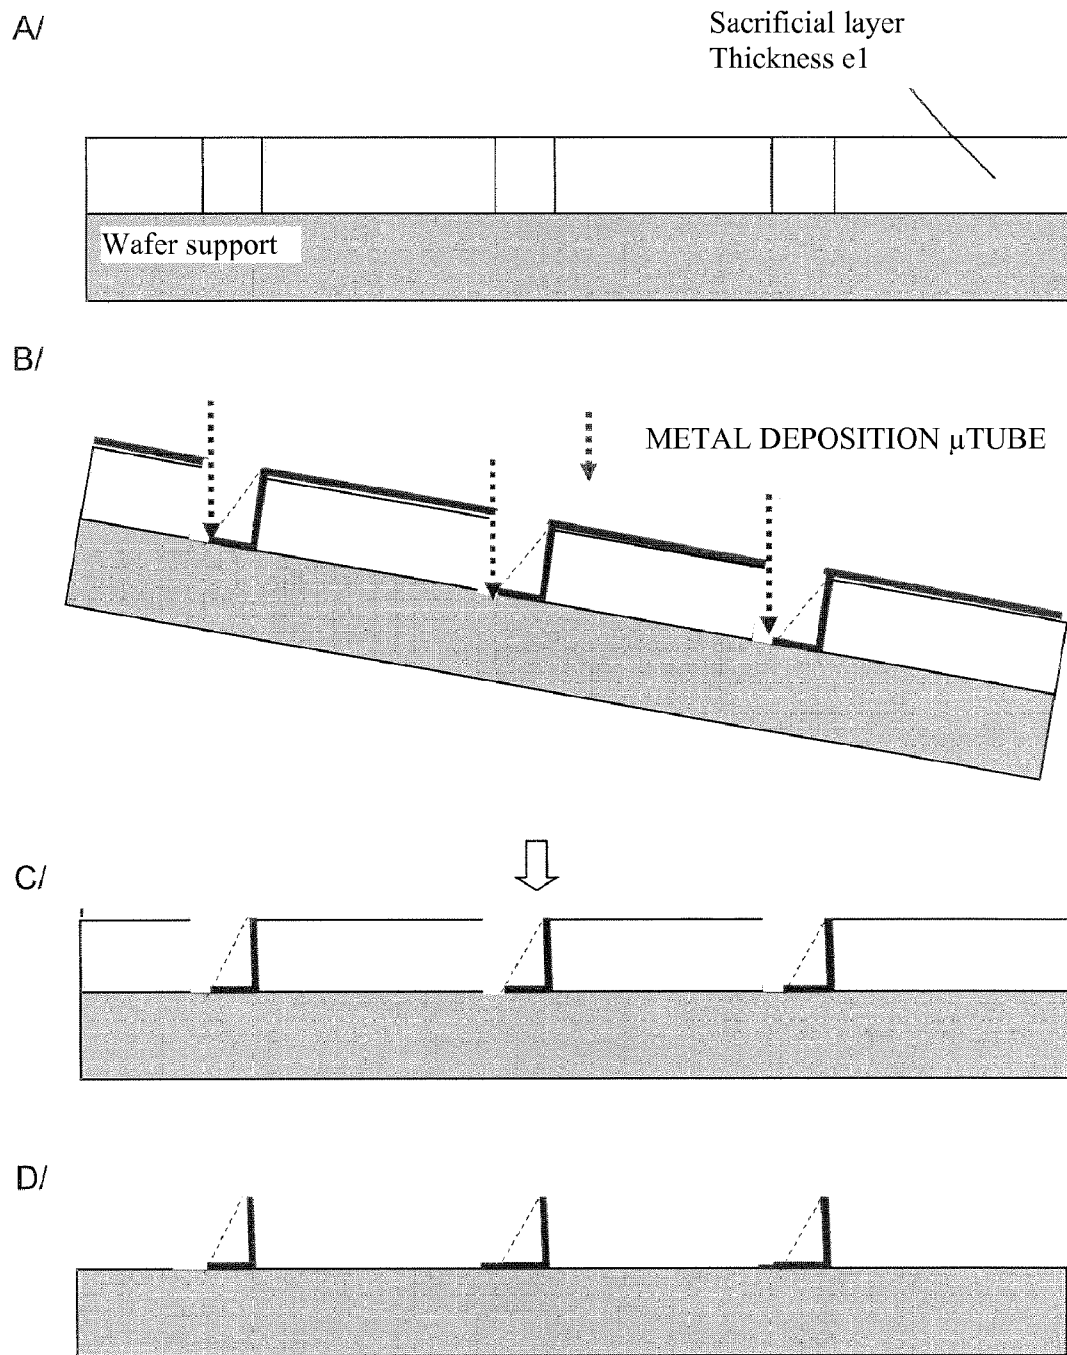 A/
Sacrificial layer
Thickness e1
Wafer support
B/
METAL DEPOSITION µTUBE
C/
D/